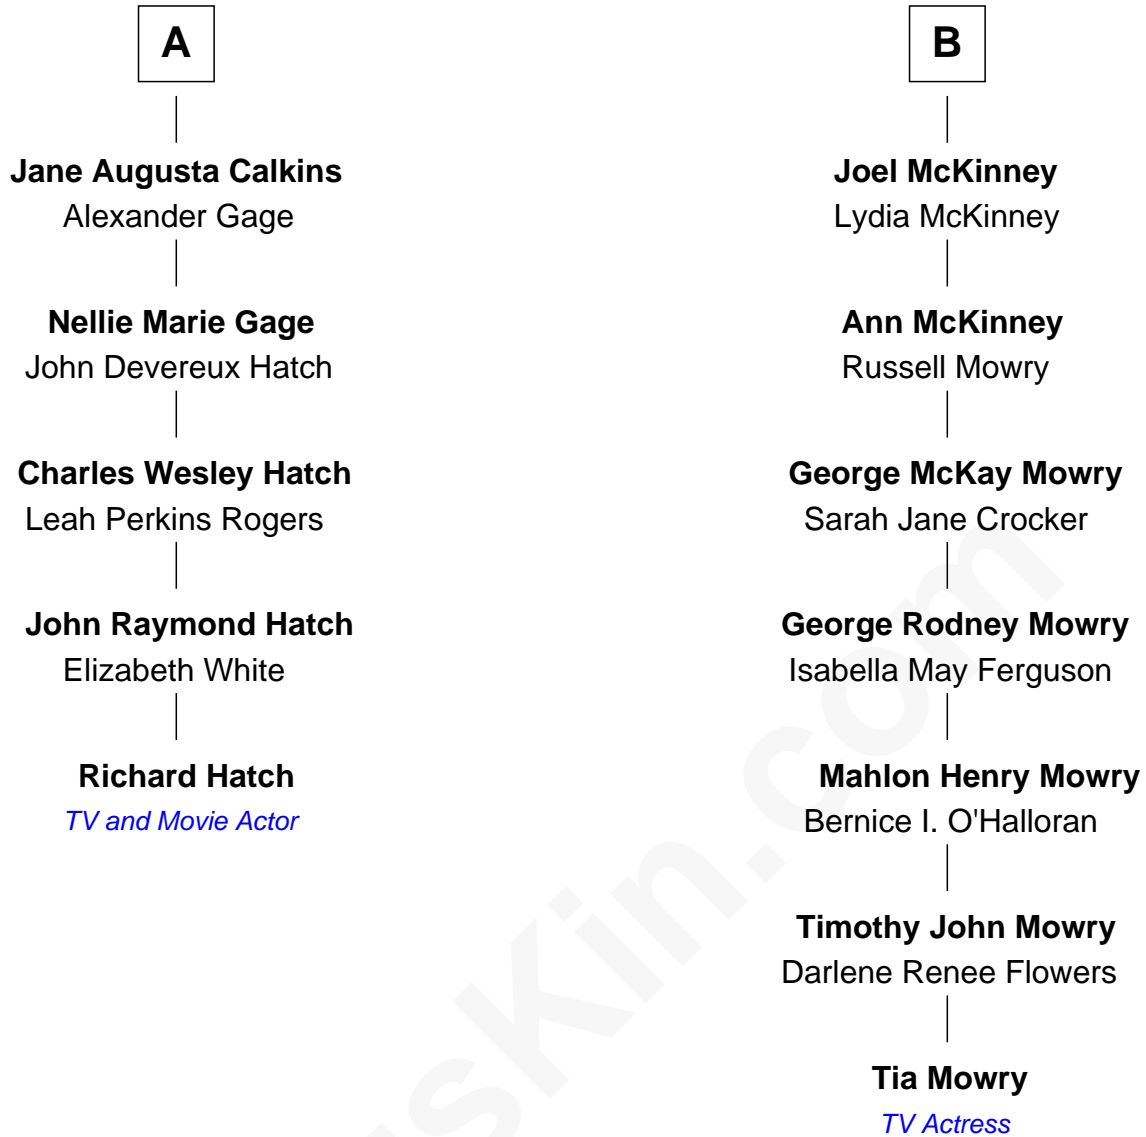 A
Jane Augusta Calkins
Alexander Gage
Nellie Marie Gage
John Devereux Hatch
Charles Wesley Hatch
Leah Perkins Rogers
John Raymond Hatch
Elizabeth White
Richard Hatch
TV and Movie Actor
B
Joel McKinney
Lydia McKinney
Ann McKinney
Russell Mowry
George McKay Mowry
Sarah Jane Crocker
George Rodney Mowry
Isabella May Ferguson
Mahlon Henry Mowry
Bernice I. O'Halloran
Timothy John Mowry
Darlene Renee Flowers
Tia Mowry
TV Actress